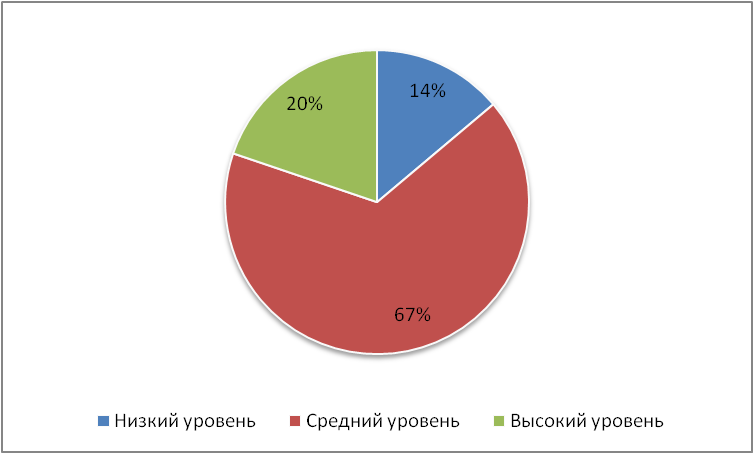 14%
20%
67%
Низкий уровень
Средний уровень
Высокий уровень